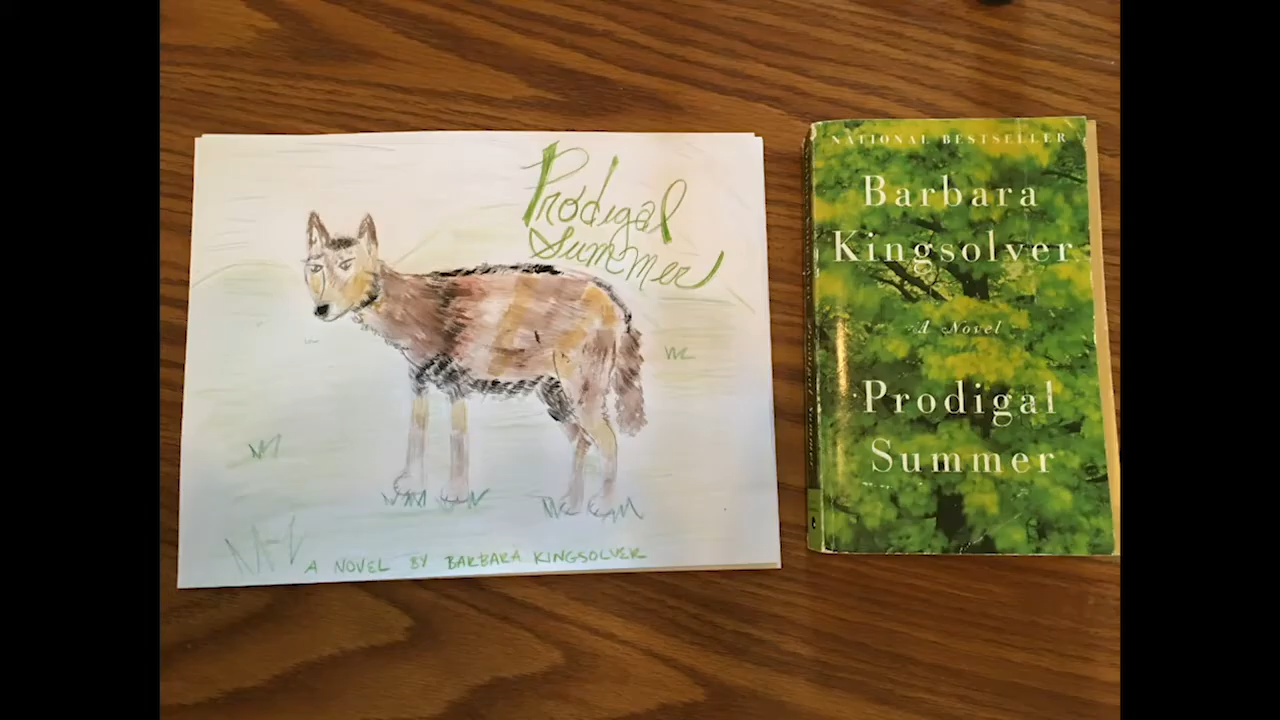 Prodigal
Summer
A NOVEL BY BARBARA KINGSOLVER
NATIONAL BESTSELLER
Barbara
Kingsolver
A Novel
Prodigal
Summer